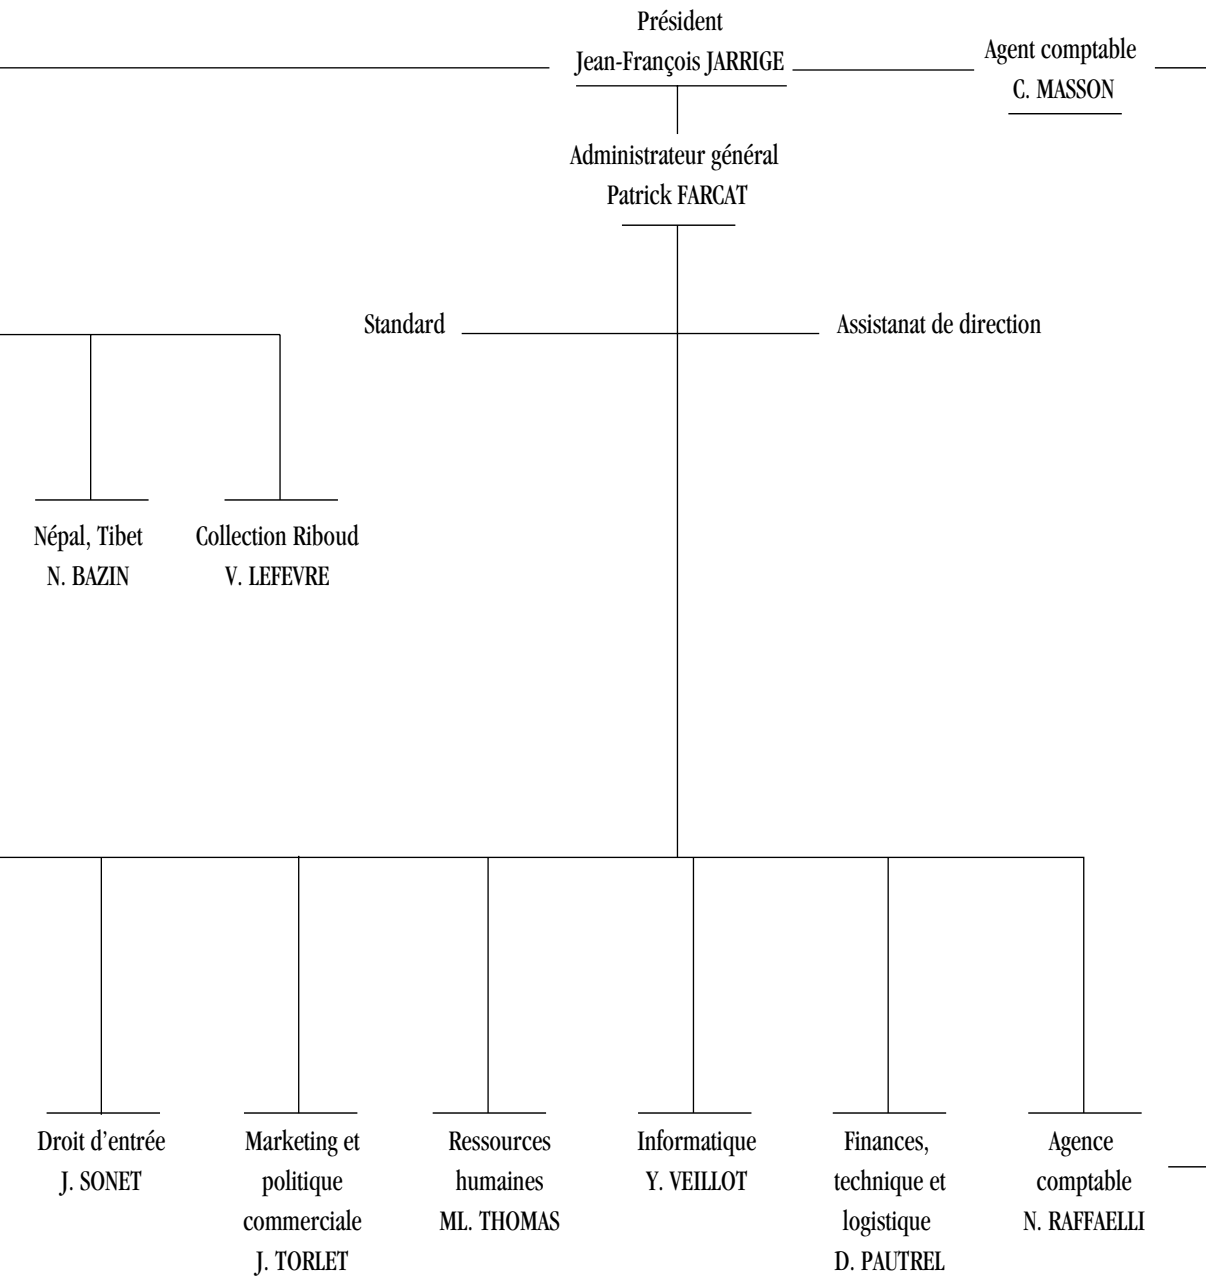 Président
Jean-François JARRIGE
Agent comptable
C. MASSON
Administrateur général
Patrick FARCAT
Standard
Assistanat de direction
Népal, Tibet
N. BAZIN
Collection Riboud
V. LEFEVRE
Droit d'entrée
J. SONET
Marketing et
politique
commerciale
J. TORLET
Ressources
humaines
ML. THOMAS
Informatique
Y. VEILLOT
Finances,
technique et
logistique
D. PAUTREL
Agence
comptable
N. RAFFAELLI